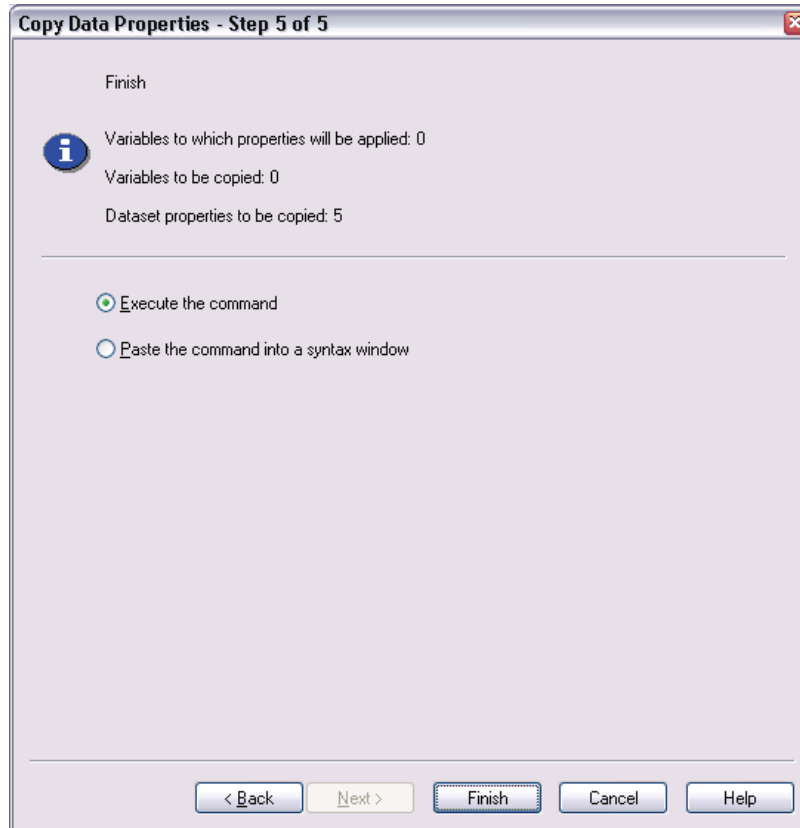 Copy Data Properties - Step 5 of 5
Finish
Variables to which properties will be applied: 0
Variables to be copied: 0
Dataset properties to be copied: 5
Execute the command
Paste the command into a syntax window
< Back Next > Finish Cancel Help